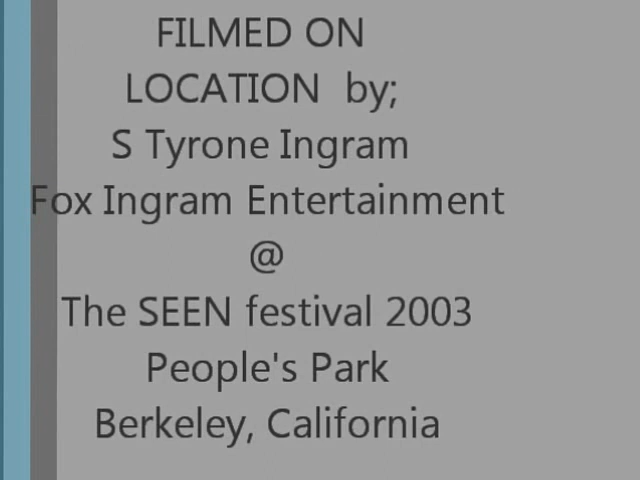 FILMED ON
LOCATION  by;
S Tyrone Ingram
Fox Ingram Entertainment
@
The SEEN festival 2003
People's Park
Berkeley, California